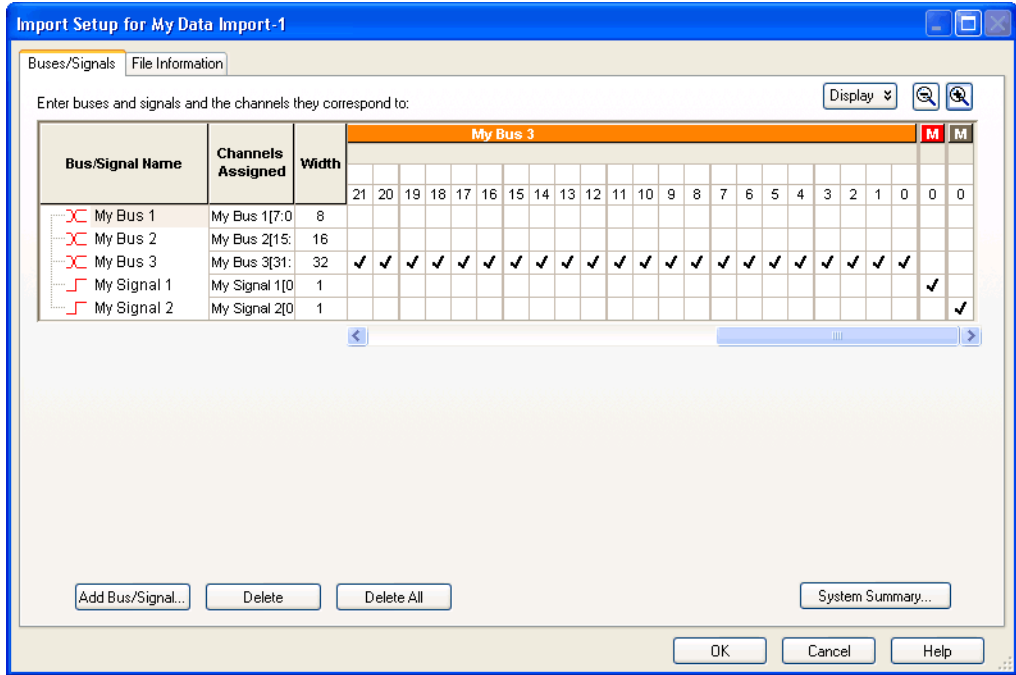 Import Setup for My Data Import-1
Buses/Signals File Information
Enter buses and signals and the channels they correspond to:
Display
Bus/Signal Name Channels Assigned Width My Bus 3 M M
21 20 19 18 17 16 15 14 13 12 11 10 9 8 7 6 5 4 3 2 1 0 0 0
My Bus 1 My Bus 1[7:0 8
My Bus 2 My Bus 2[15: 16
My Bus 3 My Bus 3[31: 32
My Signal 1 My Signal 1[0 1
My Signal 2 My Signal 2[0 1
Add Bus/Signal... Delete Delete All System Summary...
OK Cancel Help